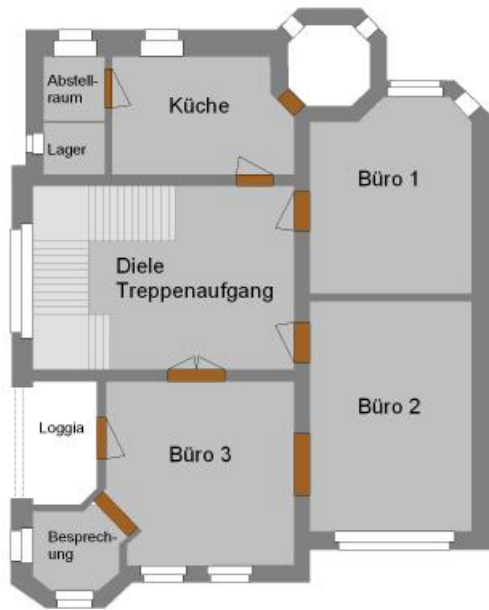 Abstell-
raum
Küche
Lager
Büro 1
Diele
Treppenaufgang
Büro 2
Loggia
Büro 3
Besprech-
ung